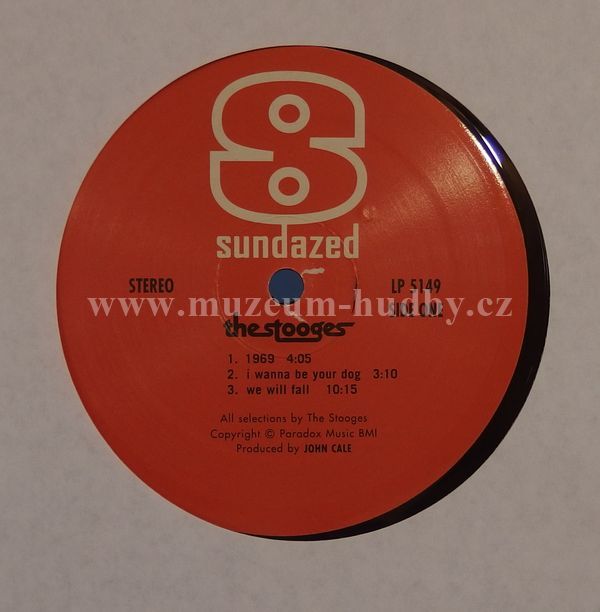 sundazed
STEREO
LP 5149
SIDE ONE
www.muzeum-hudby.cz
the stooges
1. 1969 4:05
2. i wanna be your dog 3:10
3. we will fall 10:15
All selections by The Stooges
Copyright © Paradox Music BMI
Produced by JOHN CALE